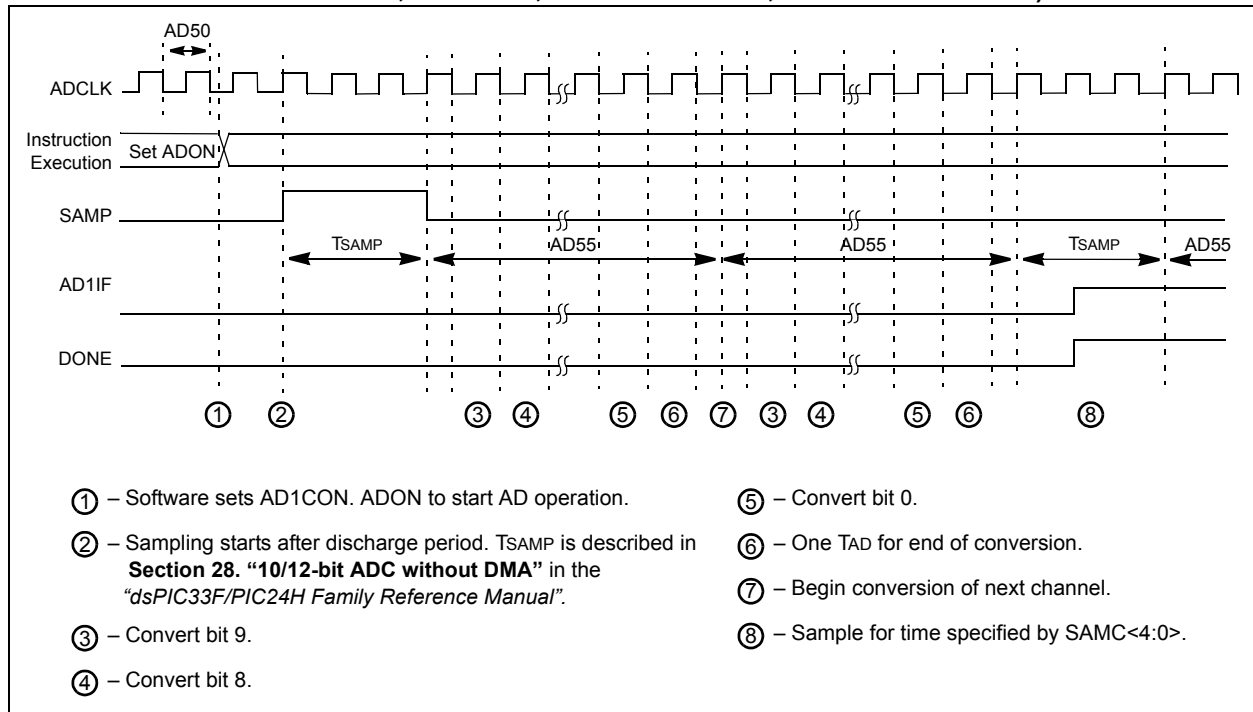 AD50
ADCLK
Instruction
Execution
Set ADON
SAMP
TSAMP
AD55
AD55
TSAMP
AD55
AD1IF
DONE
1 2 3 4 5 6 7 3 4 5 6 8
1 – Software sets AD1CON. ADON to start AD operation.
2 – Sampling starts after discharge period. TSAMP is described in
Section 28. “10/12-bit ADC without DMA” in the
“dsPIC33F/PIC24H Family Reference Manual”.
3 – Convert bit 9.
4 – Convert bit 8.
5 – Convert bit 0.
6 – One TAD for end of conversion.
7 – Begin conversion of next channel.
8 – Sample for time specified by SAMC<4:0>.